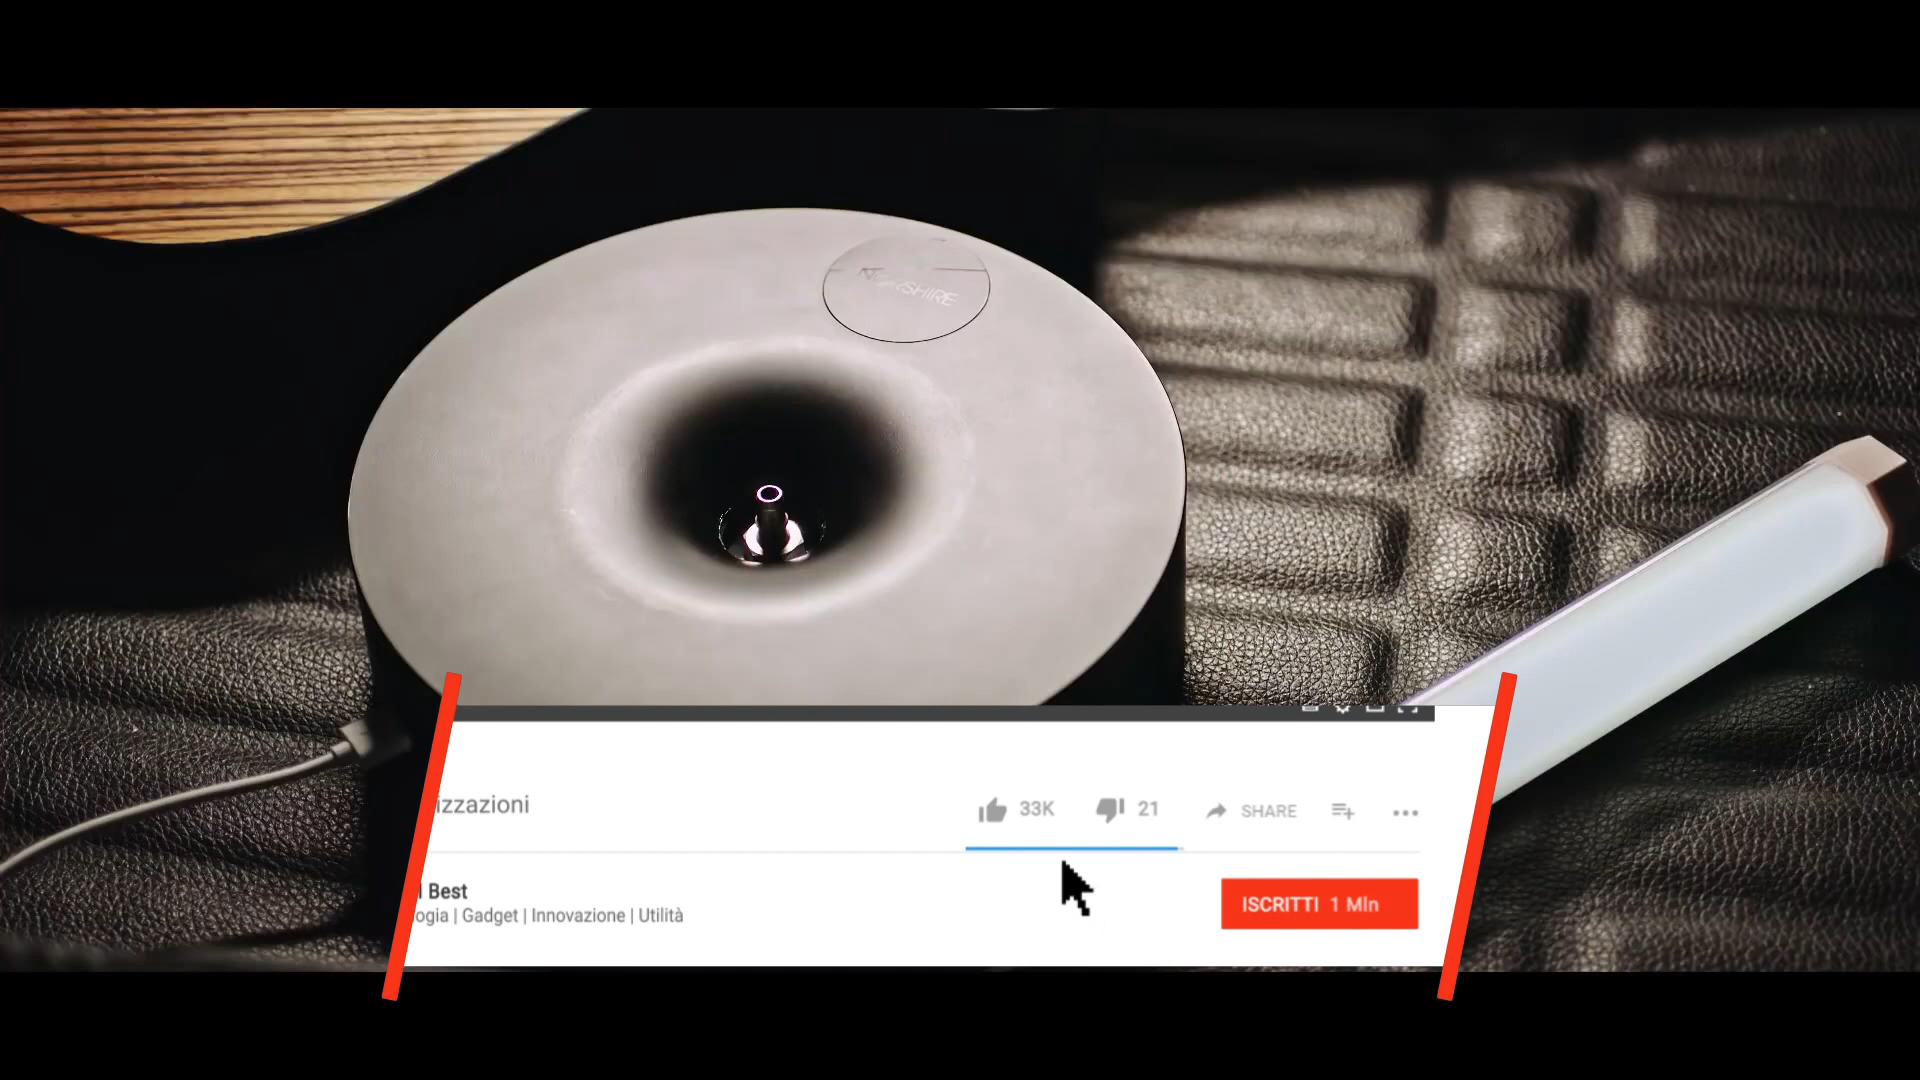 izzazioni
33K
21
SHARE
Best
ogia | Gadget | Innovazione | Utilità
ISCRITTI 1 Mln